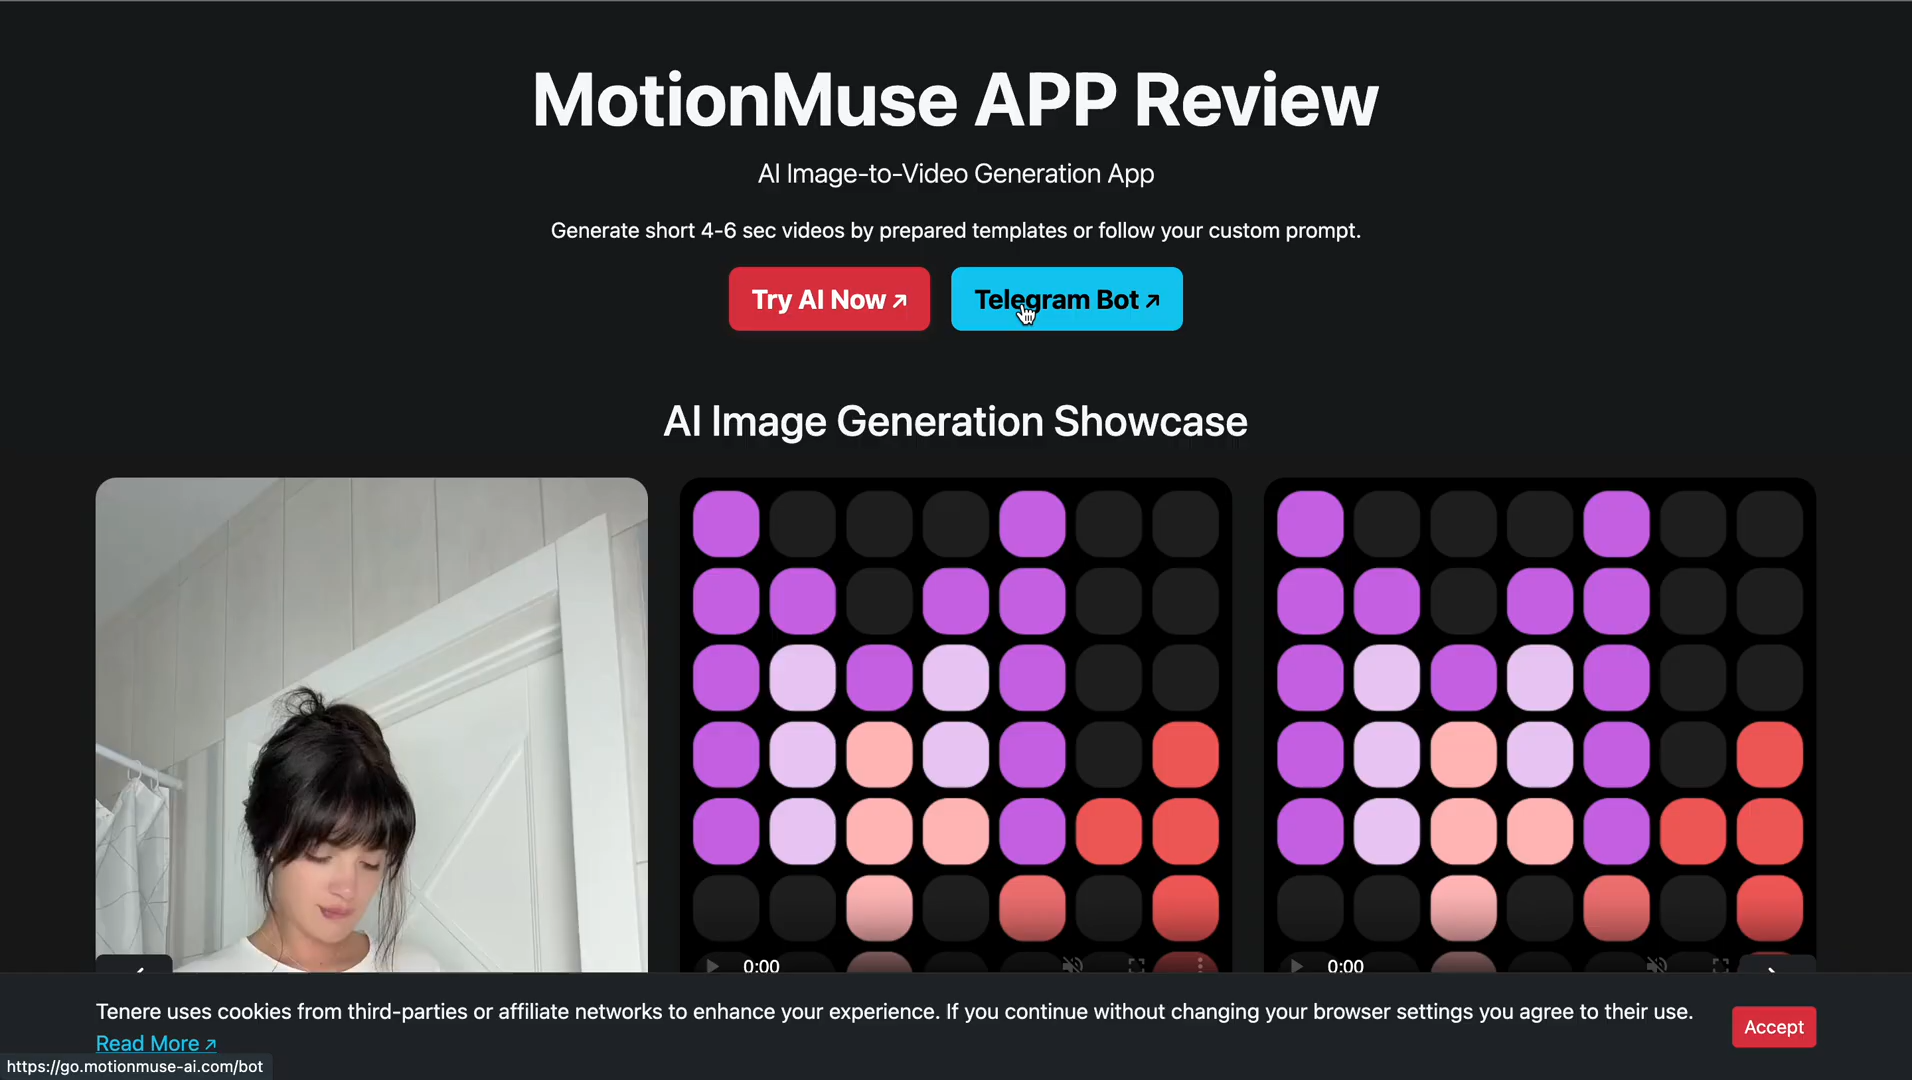 MotionMuse APP Review
AI Image-to-Video Generation App
Generate short 4-6 sec videos by prepared templates or follow your custom prompt.
Try AI Now ↗
Telegram Bot ↗
AI Image Generation Showcase
0:00
0:00
Tenere uses cookies from third-parties or affiliate networks to enhance your experience. If you continue without changing your browser settings you agree to their use.
Read More ↗
Accept
https://go.motionmuse-ai.com/bot